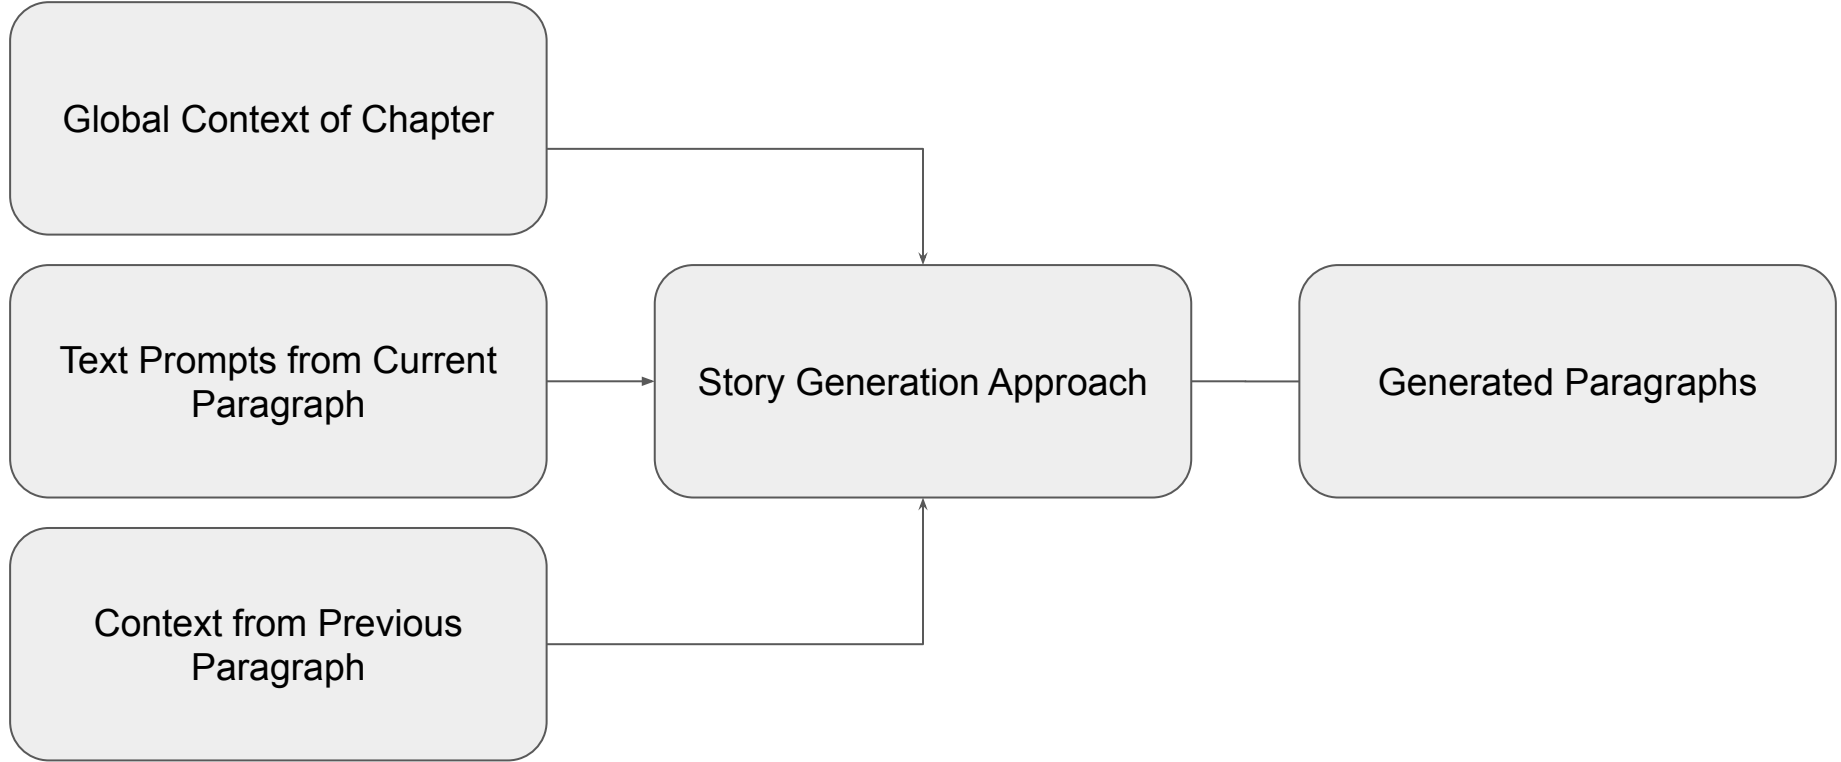 Global Context of Chapter
Text Prompts from Current
Paragraph
Story Generation Approach
Generated Paragraphs
Context from Previous
Paragraph